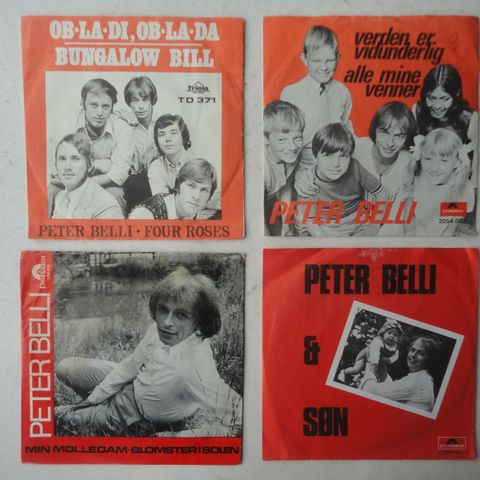 OB-LA-DI, OB-LA-DA
BUNGALOW BILL
Triola
TD 371
PETER BELLI • FOUR ROSES
verden er
vidunderlig
alle mine
venner
PETER BELLI
Polydor
PETER BELLI
Polydor
MIN MØLLEDAM - BLOMSTER I SOLEN
PETER BELLI
&
SØN
Polydor